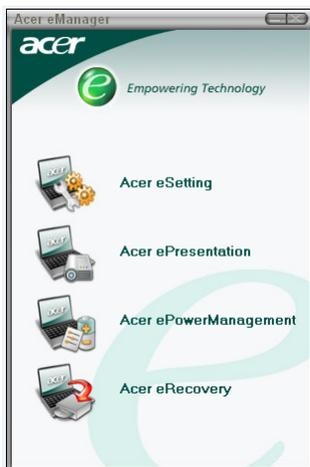 Acer eManager
acer
e
Empowering Technology
Acer eSetting
Acer ePresentation
Acer ePowerManagement
Acer eRecovery